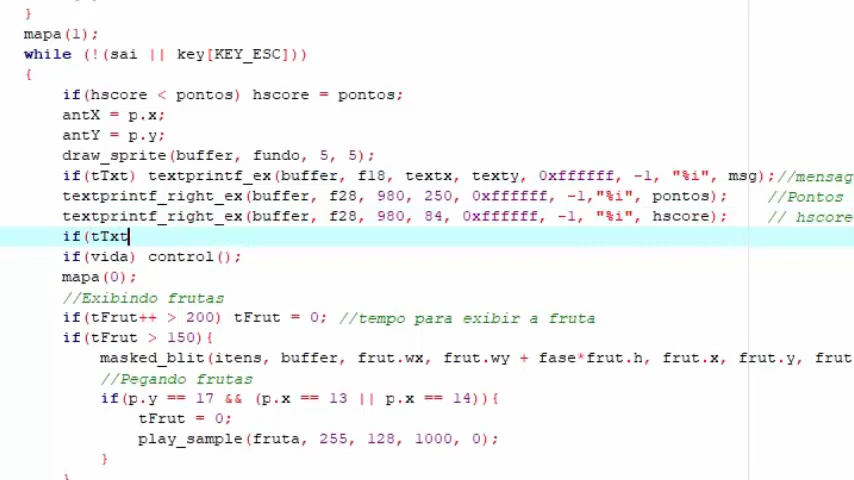 }
mapa(1);
while (!(sai || key[KEY_ESC]))
{
if(hscore < pontos) hscore = pontos;
antX = p.x;
antY = p.y;
draw_sprite(buffer, fundo, 5, 5);
if(tTxt) textprintf_ex(buffer, f18, textx, texty, 0xffffff, -1, "%i", msg);//mensag
textprintf_right_ex(buffer, f28, 980, 250, 0xffffff, -1,"%i", pontos); //Pontos
textprintf_right_ex(buffer, f28, 980, 84, 0xffffff, -1, "%i", hscore); // hscore
if(tTxt
if(vida) control();
mapa(0);
//Exibindo frutas
if(tFrut++ > 200) tFrut = 0; //tempo para exibir a fruta
if(tFrut > 150){
masked_blit(itens, buffer, frut.wx, frut.wy + fase*frut.h, frut.x, frut.y, frut
//Pegando frutas
if(p.y == 17 && (p.x == 13 || p.x == 14)){
tFrut = 0;
play_sample(fruta, 255, 128, 1000, 0);
}
}